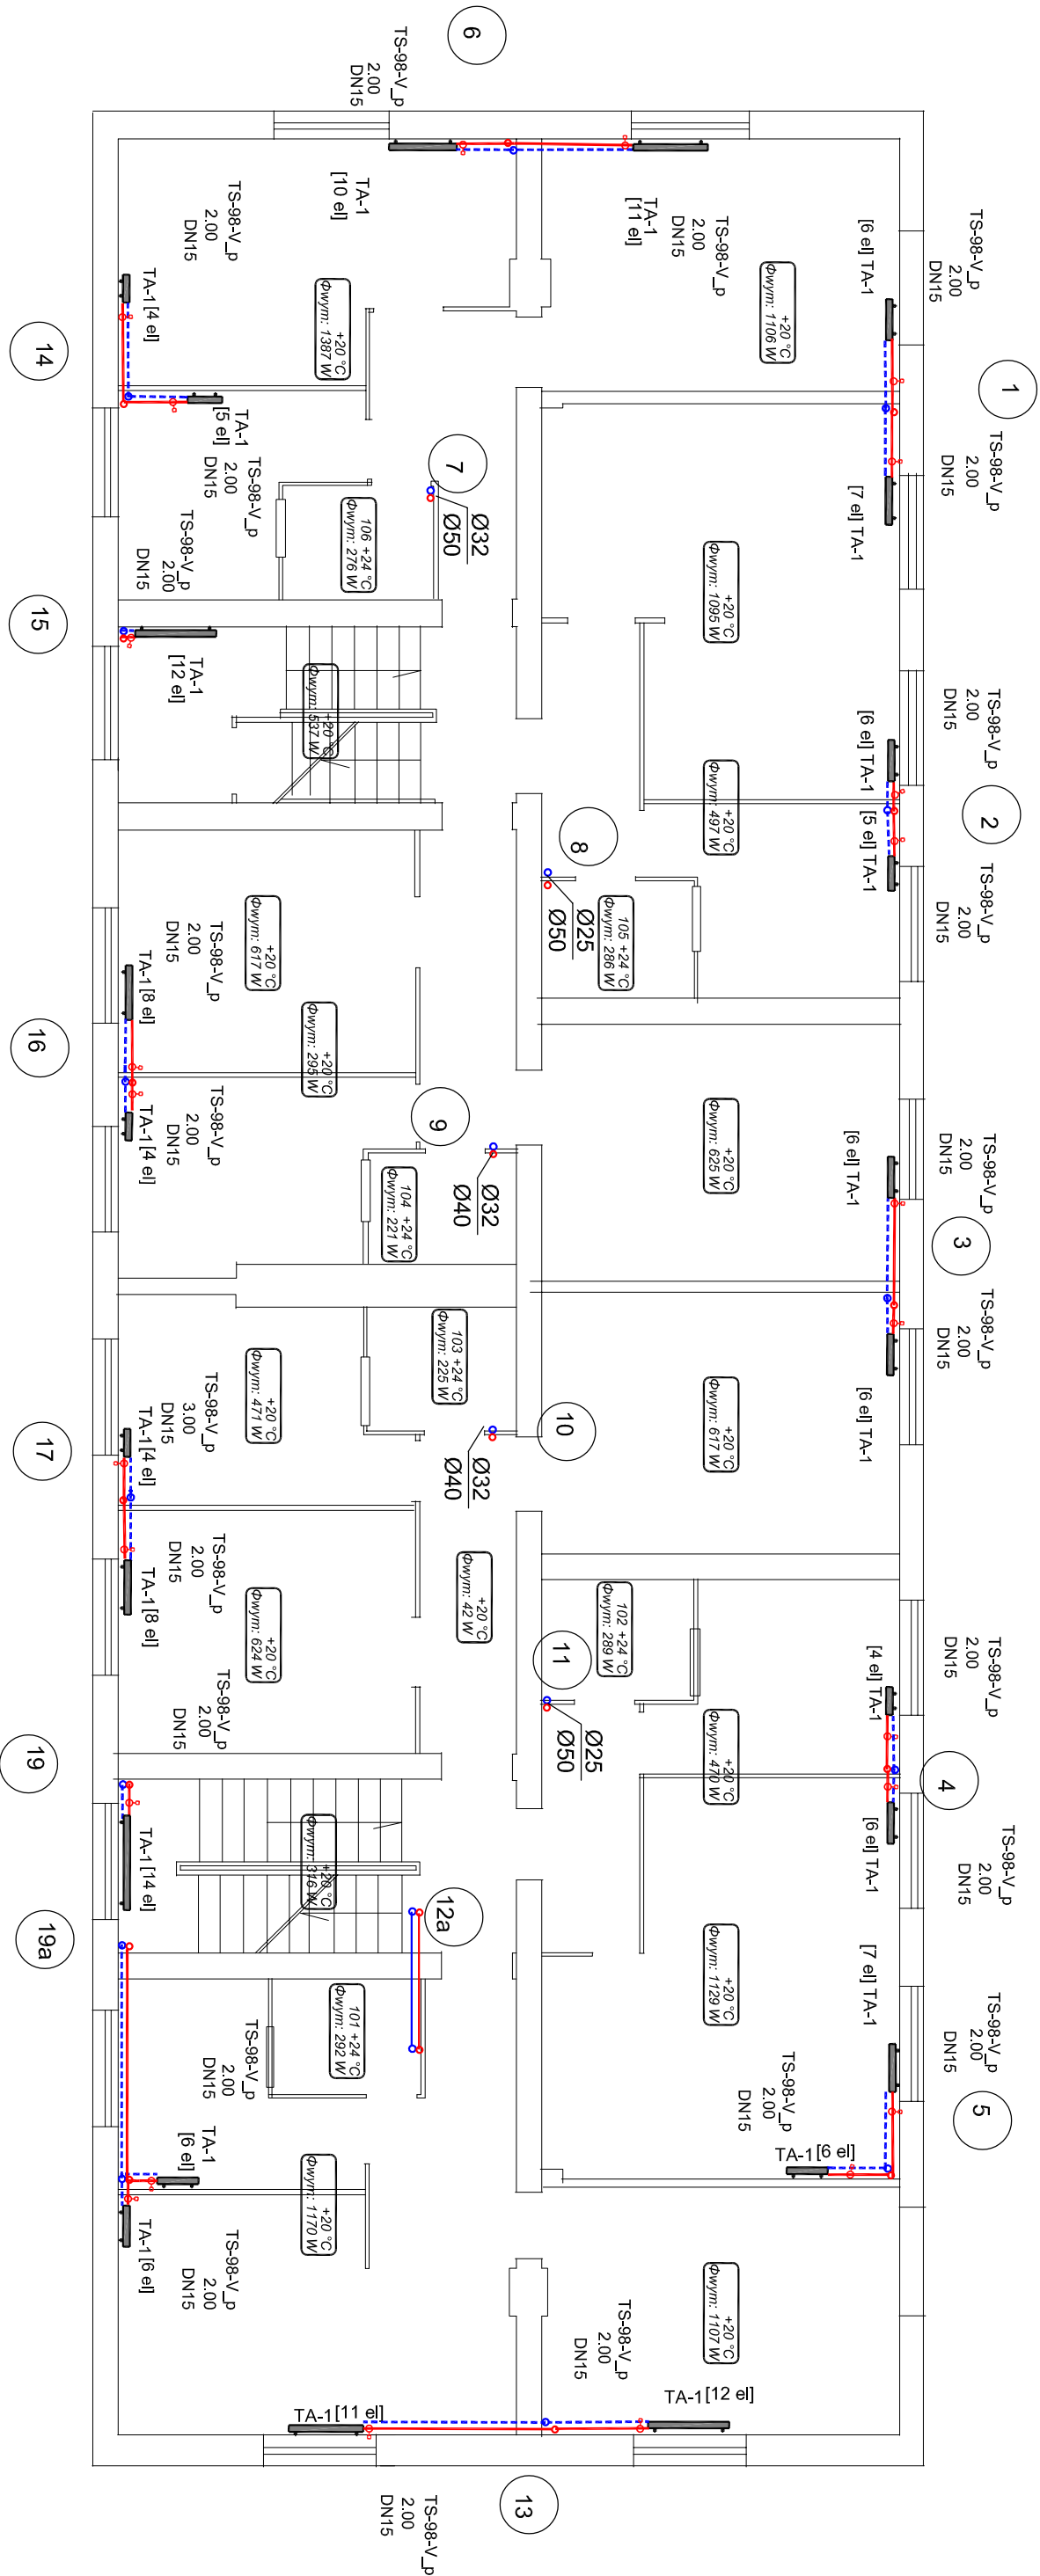 6
TS-98-V_p
2.00
DN15
TA-1
[10 el]
TA-1
[11 el]
TS-98-V_p
2.00
DN15
[6 el] TA-1
TS-98-V_p
2.00
DN15
TS-98-V_p
2.00
DN15
TA-1 [4 el]
14
+20 °C
Φwym: 1387 W
+20 °C
Φwym: 1106 W
1
TS-98-V_p
2.00
DN15
[7 el] TA-1
TA-1
[5 el]
TS-98-V_p
2.00
DN15
7
Ø32
Ø50
106 +24 °C
Φwym: 276 W
TS-98-V_p
2.00
DN15
15
TA-1
[12 el]
+20 °C
Φwym: 1095 W
+20 °C
Φwym: 537 W
TS-98-V_p
2.00
DN15
[6 el] TA-1
2
[5 el] TA-1
+20 °C
Φwym: 497 W
8
Ø25
Ø50
105 +24 °C
Φwym: 286 W
TS-98-V_p
2.00
DN15
+20 °C
Φwym: 617 W
TS-98-V_p
2.00
DN15
TA-1 [8 el]
16
+20 °C
Φwym: 295 W
TS-98-V_p
2.00
DN15
TA-1 [4 el]
9
Ø32
Ø40
104 +24 °C
Φwym: 221 W
+20 °C
Φwym: 625 W
[6 el] TA-1
TS-98-V_p
2.00
DN15
3
TS-98-V_p
2.00
DN15
[6 el] TA-1
103 +24 °C
Φwym: 225 W
+20 °C
Φwym: 471 W
+20 °C
Φwym: 617 W
TS-98-V_p
3.00
DN15
TA-1 [4 el]
17
10
Ø32
Ø40
TS-98-V_p
2.00
DN15
TA-1 [8 el]
+20 °C
Φwym: 624 W
+20 °C
Φwym: 42 W
102 +24 °C
Φwym: 289 W
11
Ø25
Ø50
TS-98-V_p
2.00
DN15
[4 el] TA-1
4
[6 el] TA-1
+20 °C
Φwym: 470 W
TS-98-V_p
2.00
DN15
19
TA-1 [14 el]
+20 °C
Φwym: 316 W
12a
19a
TS-98-V_p
2.00
DN15
[7 el] TA-1
+20 °C
Φwym: 1129 W
TS-98-V_p
2.00
DN15
5
101 +24 °C
Φwym: 292 W
TS-98-V_p
2.00
DN15
TS-98-V_p
2.00
DN15
TA-1 [6 el]
TA-1
[6 el]
TA-1 [6 el]
+20 °C
Φwym: 1170 W
TS-98-V_p
2.00
DN15
+20 °C
Φwym: 1107 W
TS-98-V_p
2.00
DN15
TA-1 [11 el]
TA-1 [12 el]
13
TS-98-V_p
2.00
DN15